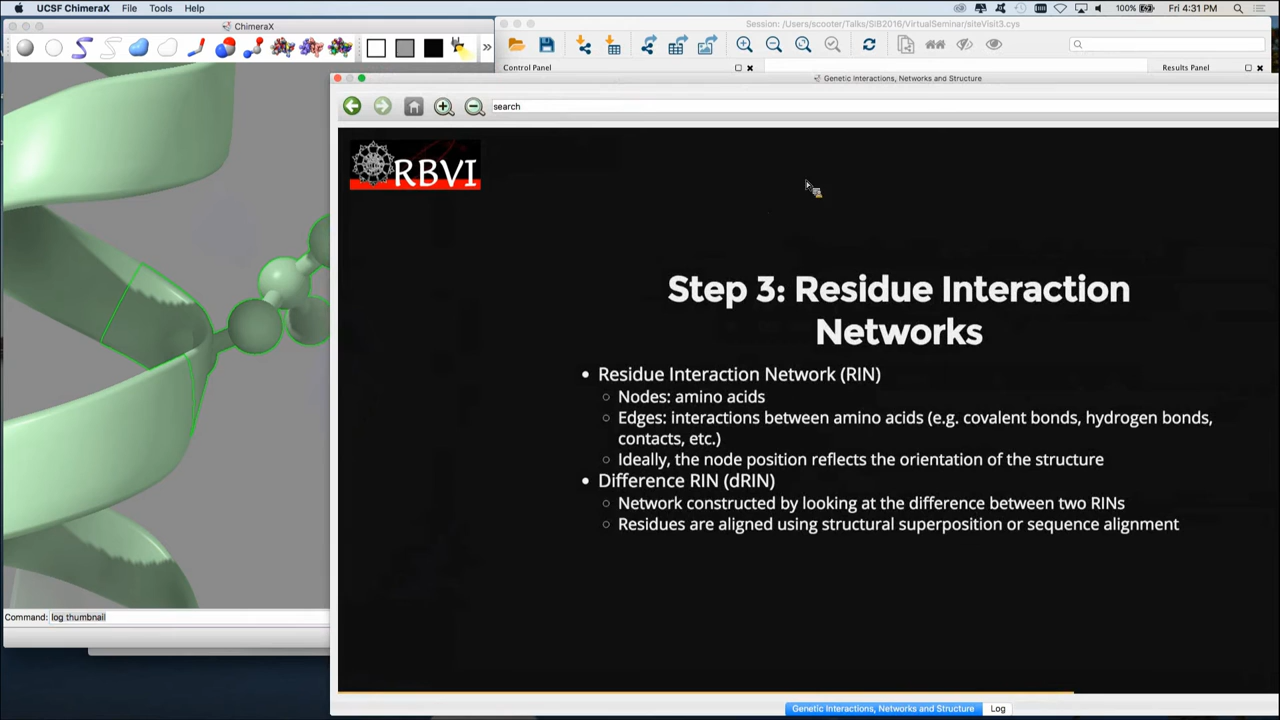 UCSF ChimeraX File Tools Help
100% Fri 4:31 PM
ChimeraX
Session: /Users/scooter/Talks/SIB2016/VirtualSeminar/siteVisit3.cys
Control Panel
Results Panel
Genetic Interactions, Networks and Structure
search
RBVI
Step 3: Residue Interaction
Networks
• Residue Interaction Network (RIN)
○ Nodes: amino acids
○ Edges: interactions between amino acids (e.g. covalent bonds, hydrogen bonds,
contacts, etc.)
○ Ideally, the node position reflects the orientation of the structure
• Difference RIN (dRIN)
○ Network constructed by looking at the difference between two RINs
○ Residues are aligned using structural superposition or sequence alignment
Command: log thumbnail
Genetic Interactions, Networks and Structure Log